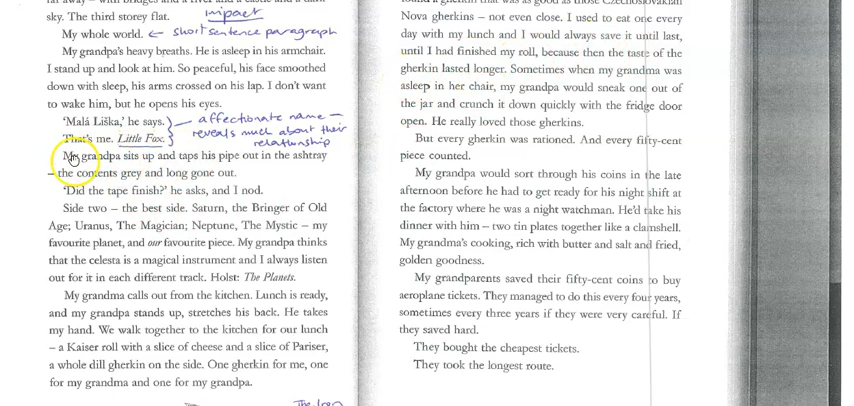 far away – with bridges and a river and a castle and a dark
sky. The third storey flat.
impact
My whole world.
← short sentence paragraph
My grandpa's heavy breaths. He is asleep in his armchair.
I stand up and look at him. So peaceful, his face smoothed
down with sleep, his arms crossed on his lap. I don't want
to wake him, but he opens his eyes.
'Malá Liška,' he says.
That's me. Little Fox.
affectionate name –
reveals much about their
relationship
My grandpa sits up and taps his pipe out in the ashtray
– the contents grey and long gone out.
'Did the tape finish?' he asks, and I nod.
Side two – the best side. Saturn, the Bringer of Old
Age; Uranus, The Magician; Neptune, The Mystic – my
favourite planet, and our favourite piece. My grandpa thinks
that the celesta is a magical instrument and I always listen
out for it in each different track. Holst: The Planets.
My grandma calls out from the kitchen. Lunch is ready,
and my grandpa stands up, stretches his back. He takes
my hand. We walk together to the kitchen for our lunch
– a Kaiser roll with a slice of cheese and a slice of Pariser,
a whole dill gherkin on the side. One gherkin for me, one
for my grandma and one for my grandpa.
found a gherkin that was as good as those Czechoslovakian
Nova gherkins – not even close. I used to eat one every
day with my lunch and I would always save it until last,
until I had finished my roll, because then the taste of the
gherkin lasted longer. Sometimes when my grandma was
asleep in her chair, my grandpa would sneak one out of
the jar and crunch it down quickly with the fridge door
open. He really loved those gherkins.
But every gherkin was rationed. And every fifty-cent
piece counted.
My grandpa would sort through his coins in the late
afternoon before he had to get ready for his night shift at
the factory where he was a night watchman. He'd take his
dinner with him – two tin plates together like a clamshell.
My grandma's cooking, rich with butter and salt and fried,
golden goodness.
My grandparents saved their fifty-cent coins to buy
aeroplane tickets. They managed to do this every four years,
sometimes every three years if they were very careful. If
they saved hard.
They bought the cheapest tickets.
They took the longest route.